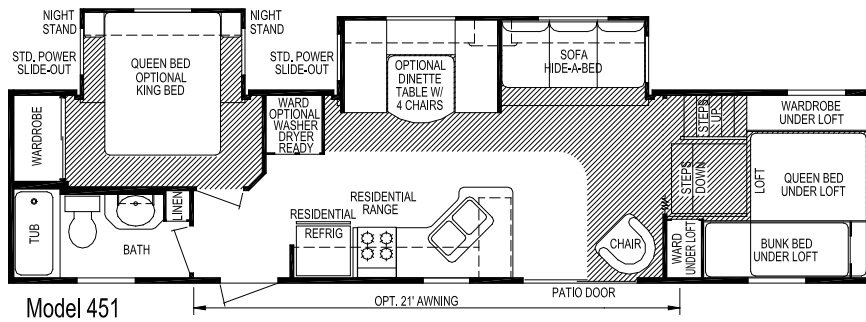 NIGHT
STAND
NIGHT
STAND
STD. POWER
SLIDE-OUT
QUEEN BED
OPTIONAL
KING BED
STD. POWER
SLIDE-OUT
OPTIONAL
DINETTE
TABLE W/
4 CHAIRS
SOFA
HIDE-A-BED
WARDROBE
WARD
OPTIONAL
WASHER
DRYER
READY
STEPS
UP
WARDROBE
UNDER LOFT
STEPS
DOWN
LOFT
QUEEN BED
UNDER LOFT
TUB
BATH
LINEN
RESIDENTIAL
RANGE
RESIDENTIAL
REFRIG
CHAIR
WARD
UNDER LOFT
BUNK BED
UNDER LOFT
PATIO DOOR
OPT. 21' AWNING
Model 451